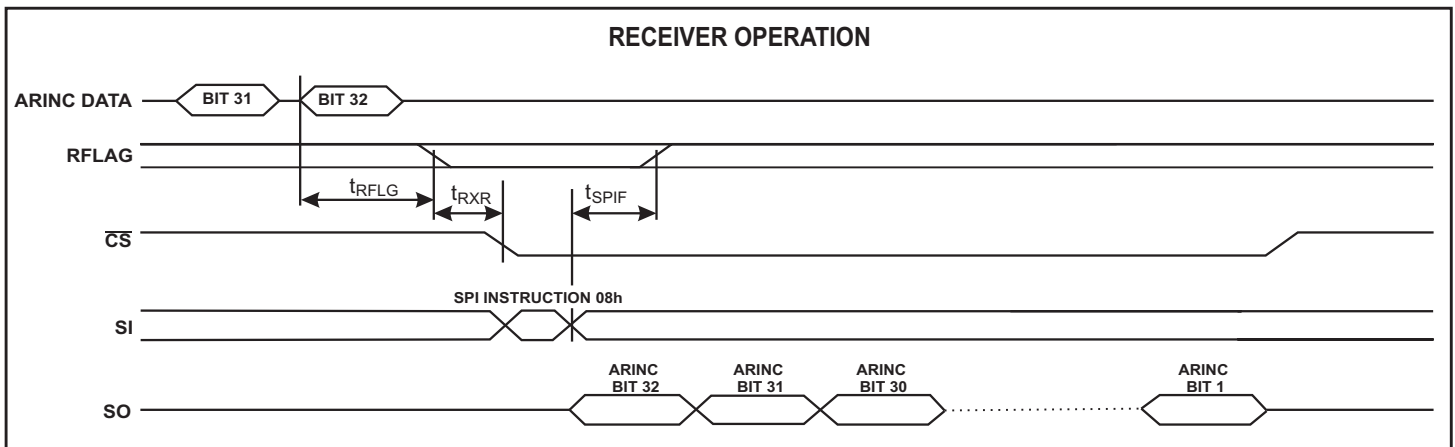 RECEIVER OPERATION
ARINC DATA
BIT 31
BIT 32
RFLAG
tRFLG
tRXR
tSPIF
CS
SPI INSTRUCTION 08h
SI
ARINC
BIT 32
ARINC
BIT 31
ARINC
BIT 30
ARINC
BIT 1
SO